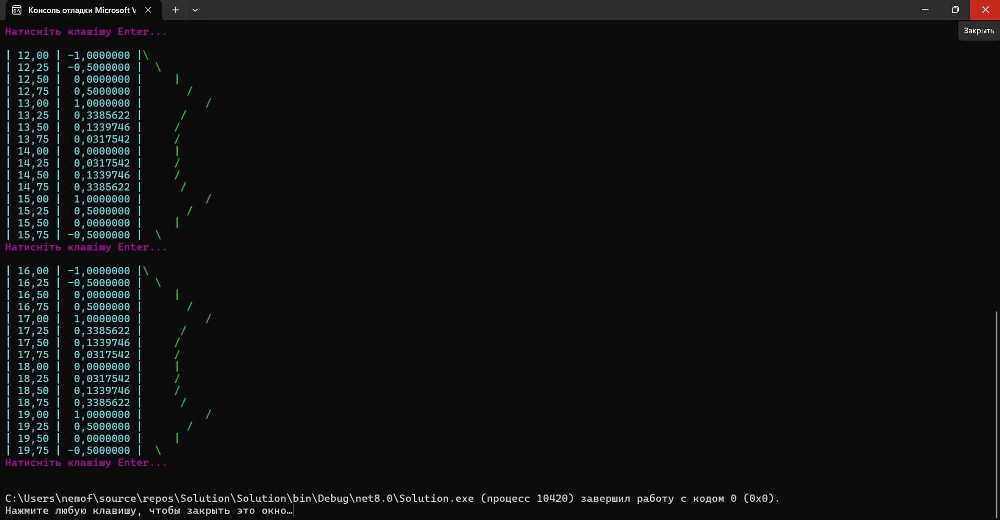 Консоль отладки Microsoft V
Закрыть
Натисніть клавішу Enter...
| 12,00 | -1,0000000 |\
| 12,25 | -0,5000000 |  \
| 12,50 |  0,0000000 |     |
| 12,75 |  0,5000000 |       /
| 13,00 |  1,0000000 |          /
| 13,25 |  0,3385622 |      /
| 13,50 |  0,1339746 |     /
| 13,75 |  0,0317542 |     /
| 14,00 |  0,0000000 |     |
| 14,25 |  0,0317542 |     /
| 14,50 |  0,1339746 |     /
| 14,75 |  0,3385622 |      /
| 15,00 |  1,0000000 |          /
| 15,25 |  0,5000000 |       /
| 15,50 |  0,0000000 |     |
| 15,75 | -0,5000000 |  \
Натисніть клавішу Enter...
| 16,00 | -1,0000000 |\
| 16,25 | -0,5000000 |  \
| 16,50 |  0,0000000 |     |
| 16,75 |  0,5000000 |       /
| 17,00 |  1,0000000 |          /
| 17,25 |  0,3385622 |      /
| 17,50 |  0,1339746 |     /
| 17,75 |  0,0317542 |     /
| 18,00 |  0,0000000 |     |
| 18,25 |  0,0317542 |     /
| 18,50 |  0,1339746 |     /
| 18,75 |  0,3385622 |      /
| 19,00 |  1,0000000 |          /
| 19,25 |  0,5000000 |       /
| 19,50 |  0,0000000 |     |
| 19,75 | -0,5000000 |  \
Натисніть клавішу Enter...
C:\Users\nemof\source\repos\Solution\Solution\bin\Debug\net8.0\Solution.exe (процесс 10420) завершил работу с кодом 0 (0x0).
Нажмите любую клавишу, чтобы закрыть это окно…